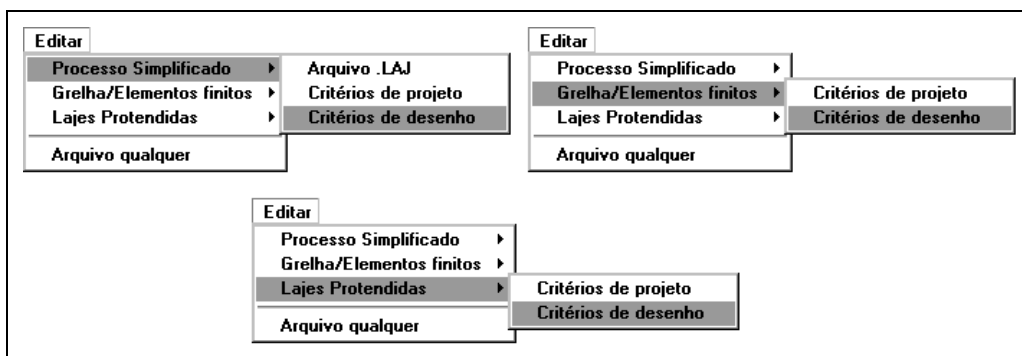 Editar
Processo Simplificado
Grelha/Elementos finitos
Lajes Protendidas
Arquivo qualquer
Arquivo .LAJ
Critérios de projeto
Critérios de desenho
Editar
Processo Simplificado
Grelha/Elementos finitos
Lajes Protendidas
Arquivo qualquer
Critérios de projeto
Critérios de desenho
Editar
Processo Simplificado
Grelha/Elementos finitos
Lajes Protendidas
Arquivo qualquer
Critérios de projeto
Critérios de desenho